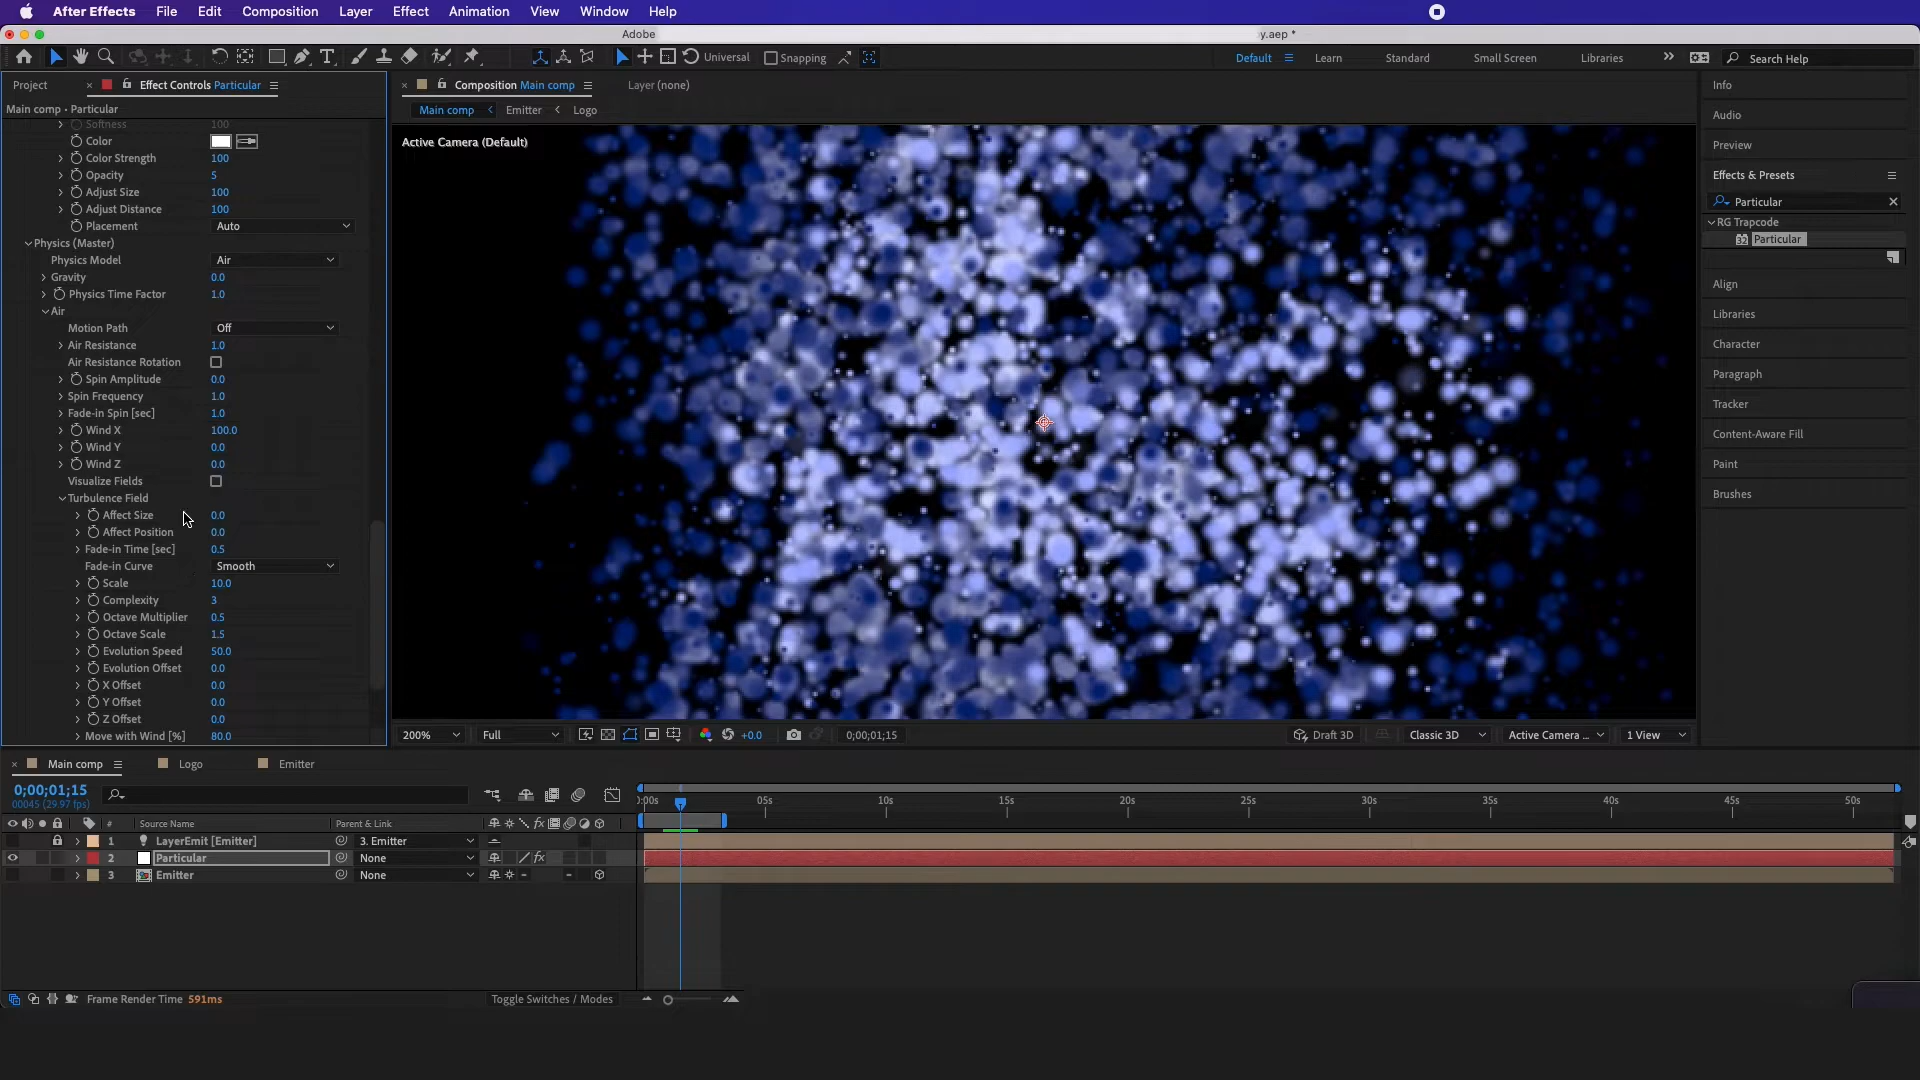 After Effects File Edit Composition Layer Effect Animation View Window Help
Adobe y.aep *
Universal Snapping Default Learn Standard Small Screen Libraries Search Help
Project Effect Controls Particular
Main comp • Particular
Softness 100
Color
Color Strength 100
Opacity 5
Adjust Size 100
Adjust Distance 100
Placement Auto
Physics (Master)
Physics Model Air
Gravity 0.0
Physics Time Factor 1.0
Air
Motion Path Off
Air Resistance 1.0
Air Resistance Rotation
Spin Amplitude 0.0
Spin Frequency 1.0
Fade-in Spin [sec] 1.0
Wind X 100.0
Wind Y 0.0
Wind Z 0.0
Visualize Fields
Turbulence Field
Affect Size 0.0
Affect Position 0.0
Fade-in Time [sec] 0.5
Fade-in Curve Smooth
Scale 10.0
Complexity 3
Octave Multiplier 0.5
Octave Scale 1.5
Evolution Speed 50.0
Evolution Offset 0.0
X Offset 0.0
Y Offset 0.0
Z Offset 0.0
Move with Wind [%] 80.0
Composition Main comp Layer (none)
Main comp Emitter Logo
Active Camera (Default)
200% Full +0.0 0;00;01;15 Draft 3D Classic 3D Active Camera ... 1 View
Info
Audio
Preview
Effects & Presets
Particular
RG Trapcode
32 Particular
Align
Libraries
Character
Paragraph
Tracker
Content-Aware Fill
Paint
Brushes
Main comp Logo Emitter
0;00;01;15
00045 (29.97 fps)
:00s 05s 10s 15s 20s 25s 30s 35s 40s 45s 50s
# Source Name Parent & Link fx
1 LayerEmit [Emitter] 3. Emitter
2 Particular None fx
3 Emitter None
Frame Render Time 591ms Toggle Switches / Modes